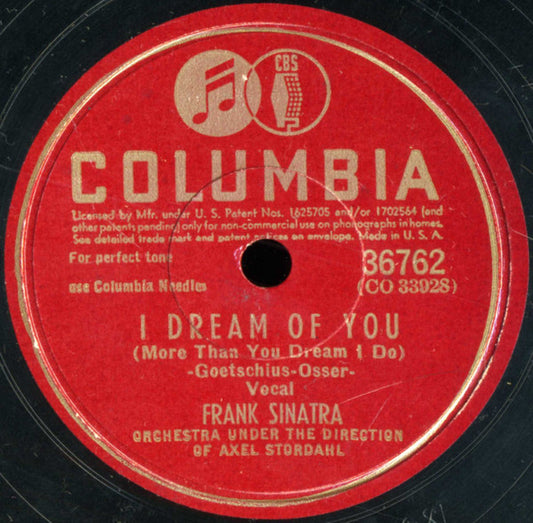 CBS
COLUMBIA
Licensed by Mfr. under U. S. Patent Nos. 1625705 and/or 1702564 (and
other patents pending) only for non-commercial use on phonographs in homes.
See detailed trade mark and patent notices on envelope. Made in U. S. A.
For perfect tone 36762
use Columbia Needles (CO 33928)
I DREAM OF YOU
(More Than You Dream I Do)
-Goetschius-Osser-
Vocal
FRANK SINATRA
ORCHESTRA UNDER THE DIRECTION
OF AXEL STORDAHL